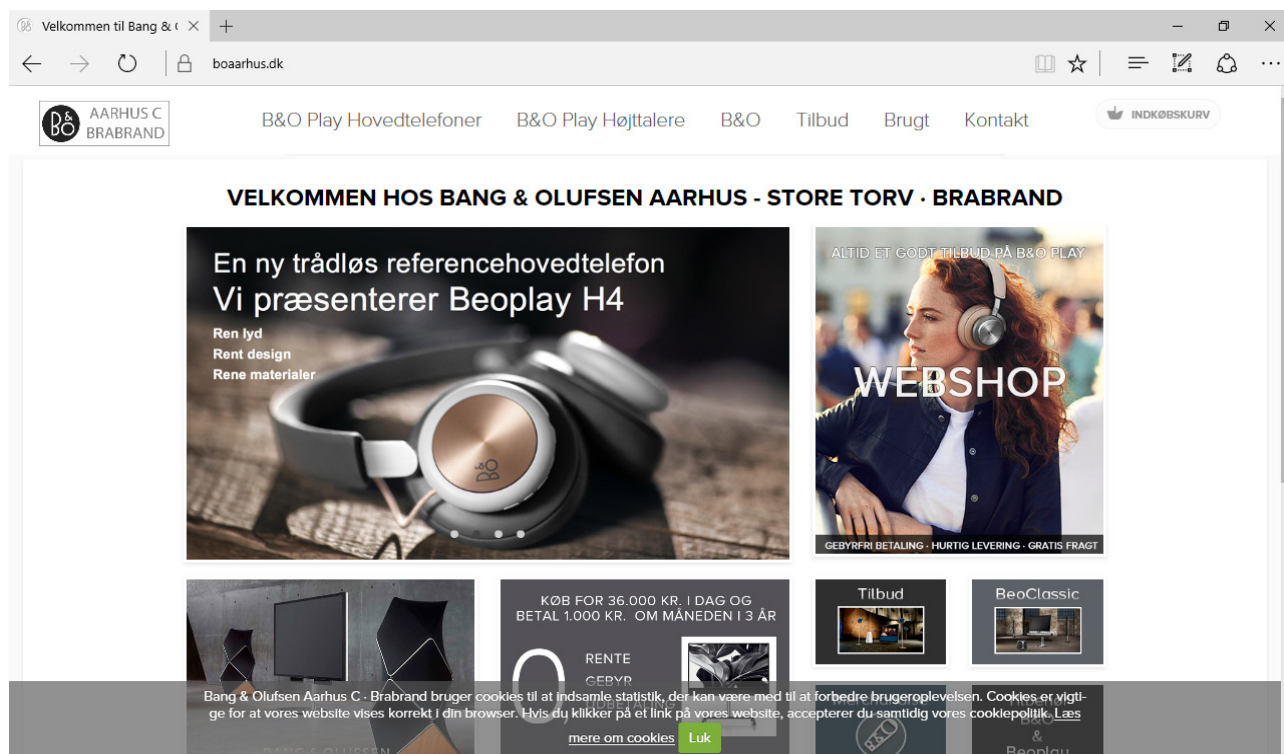 Velkommen til Bang & (
boaarhus.dk
B&O
AARHUS C
BRABRAND
B&O Play Hovedtelefoner
B&O Play Højttalere
B&O
Tilbud
Brugt
Kontakt
INDKØBSKURV
VELKOMMEN HOS BANG & OLUFSEN AARHUS - STORE TORV · BRABRAND
En ny trådløs referencehovedtelefon
Vi præsenterer Beoplay H4
Ren lyd
Rent design
Rene materialer
B&O
ALTID ET GODT TILBUD PÅ B&O PLAY
WEBSHOP
GEBYRFRI BETALING · HURTIG LEVERING · GRATIS FRAGT
KØB FOR 36.000 KR. I DAG OG
BETAL 1.000 KR. OM MÅNEDEN I 3 ÅR
0,
RENTE
GEBYR
UDBETALING
Tilbud
BeoClassic
Merchandise
Tilbehør
B&O
&
Beoplay
BANG & OLUFSEN
Bang & Olufsen Aarhus C · Brabrand bruger cookies til at indsamle statistik, der kan være med til at forbedre brugeroplevelsen. Cookies er vigti-
ge for at vores website vises korrekt i din browser. Hvis du klikker på et link på vores website, accepterer du samtidig vores cookiepolitik. Læs
mere om cookies Luk